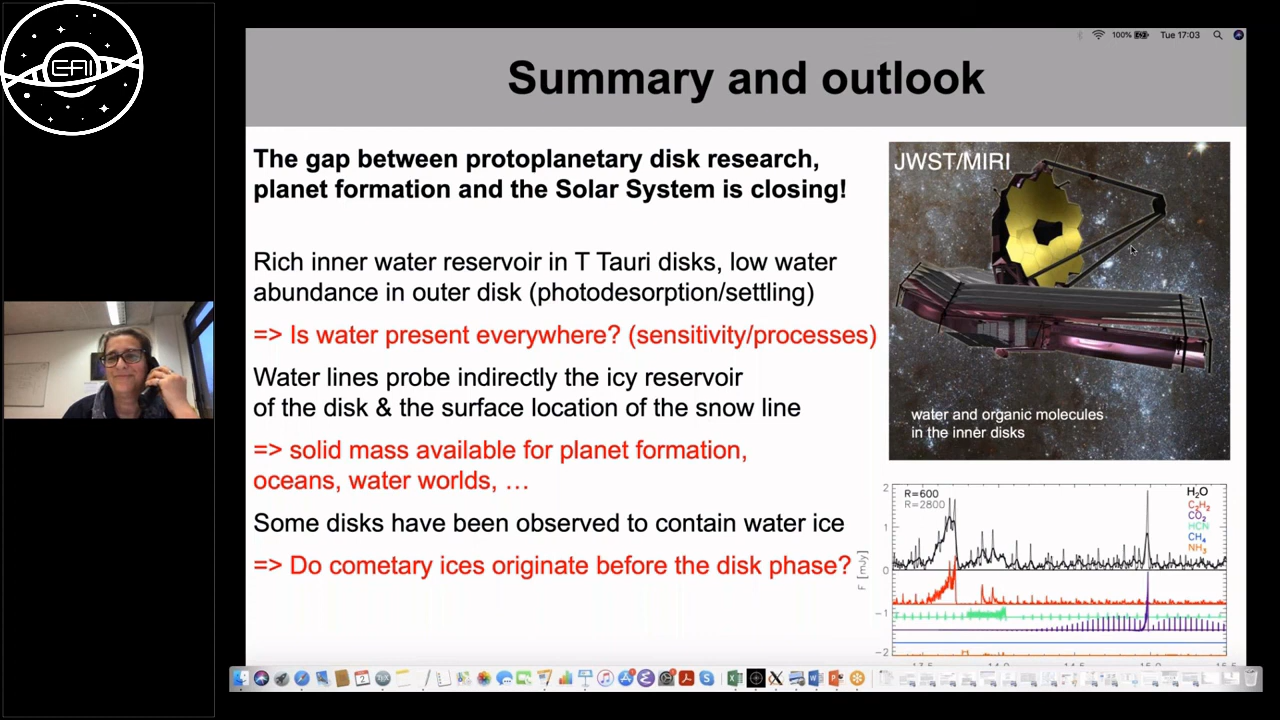 EAI
100%
Tue 17:03
Summary and outlook
The gap between protoplanetary disk research,
planet formation and the Solar System is closing!
Rich inner water reservoir in T Tauri disks, low water
abundance in outer disk (photodesorption/settling)
=> Is water present everywhere? (sensitivity/processes)
Water lines probe indirectly the icy reservoir
of the disk & the surface location of the snow line
=> solid mass available for planet formation,
oceans, water worlds, …
Some disks have been observed to contain water ice
=> Do cometary ices originate before the disk phase?
JWST/MIRI
water and organic molecules
in the inner disks
R=600
R=2800
H₂O
C₂H₂
CO₂
HCN
CH₄
NH₃
F [mJy]
2
1
0
−1
−2